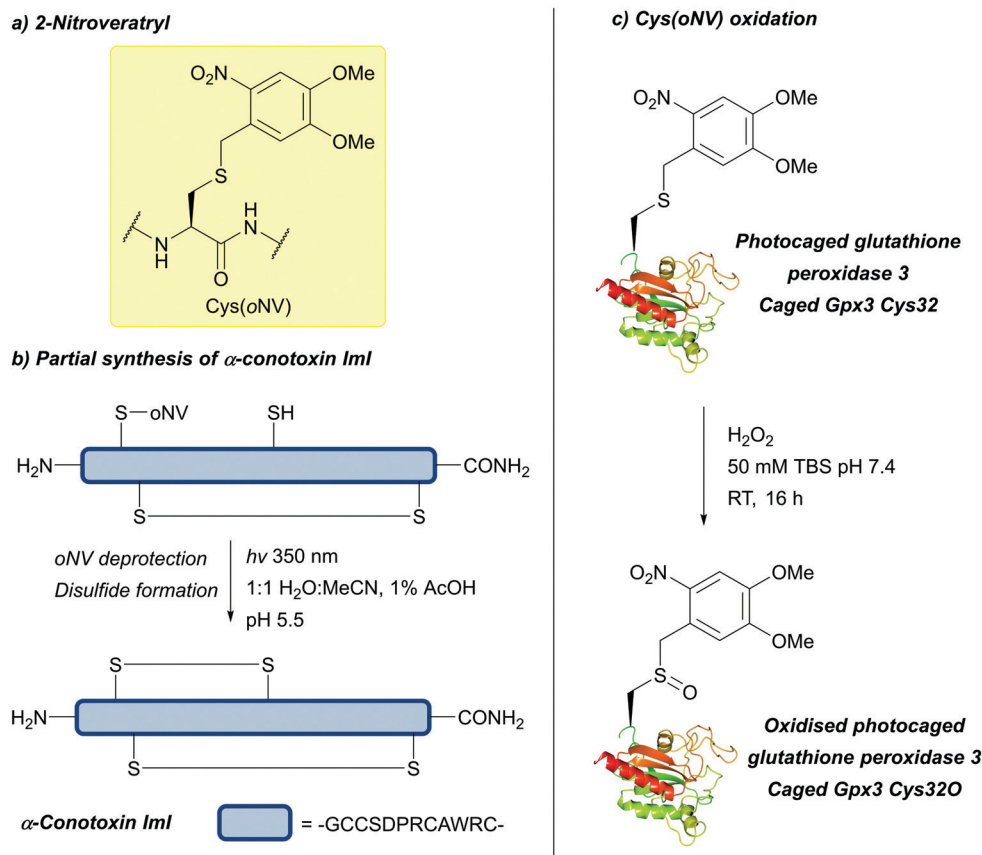 a) 2-Nitroveratryl
O₂N
OMe
OMe
S
H
N
N
H
O
Cys(oNV)
b) Partial synthesis of α-conotoxin ImI
S—oNV
SH
H₂N
CONH₂
S
S
oNV deprotection
Disulfide formation
hv 350 nm
1:1 H₂O:MeCN, 1% AcOH
pH 5.5
S
S
H₂N
CONH₂
S
S
α-Conotoxin ImI
= -GCCSDPRCAWRC-
c) Cys(oNV) oxidation
O₂N
OMe
OMe
S
Photocaged glutathione
peroxidase 3
Caged Gpx3 Cys32
H₂O₂
50 mM TBS pH 7.4
RT, 16 h
O₂N
OMe
OMe
S
O
Oxidised photocaged
glutathione peroxidase 3
Caged Gpx3 Cys32O